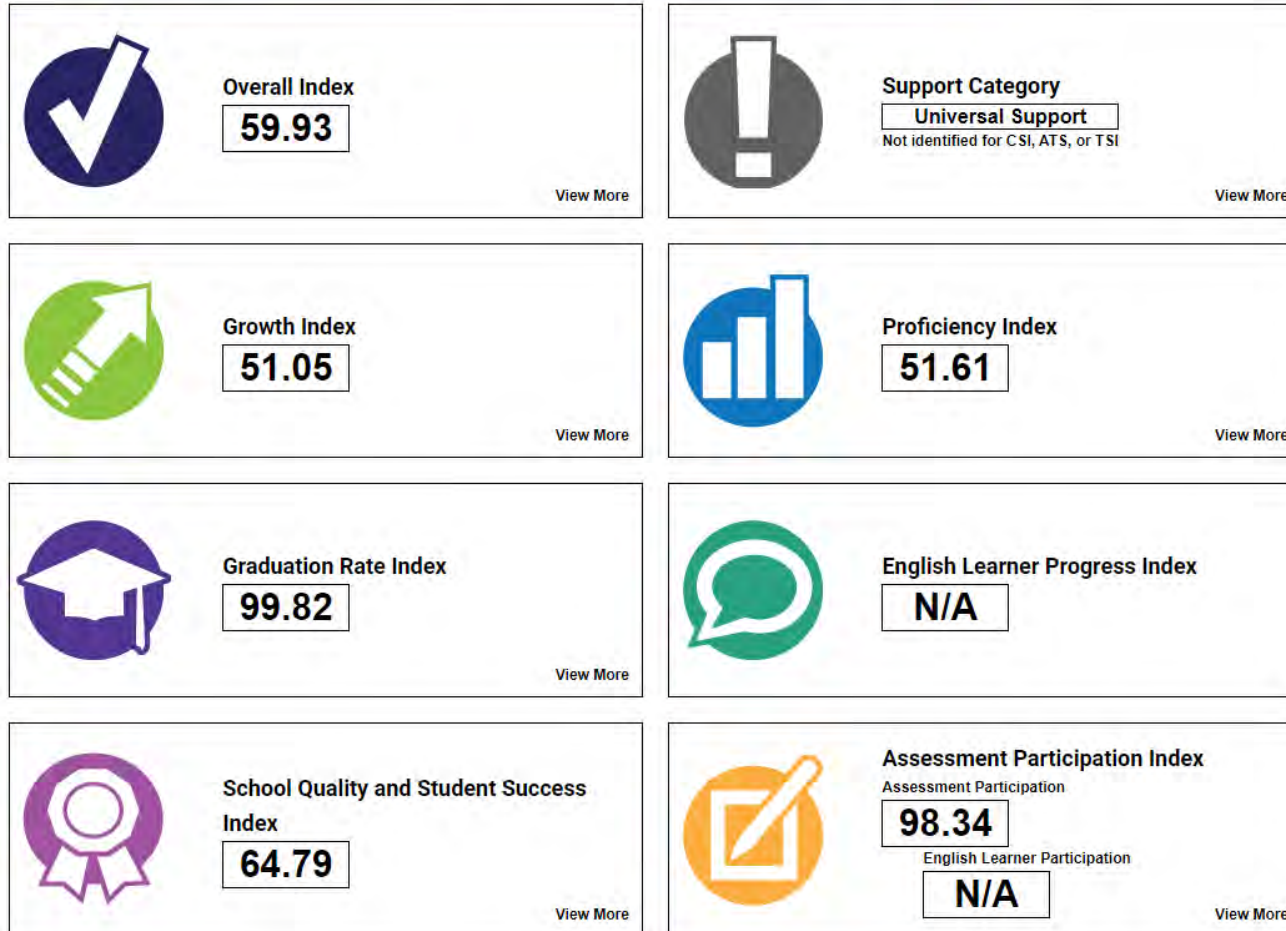 Overall Index
59.93
View More
Support Category
Universal Support
Not identified for CSI, ATS, or TSI
View More
Growth Index
51.05
View More
Proficiency Index
51.61
View More
Graduation Rate Index
99.82
View More
English Learner Progress Index
N/A
School Quality and Student Success
Index
64.79
View More
Assessment Participation Index
Assessment Participation
98.34
English Learner Participation
N/A
View More